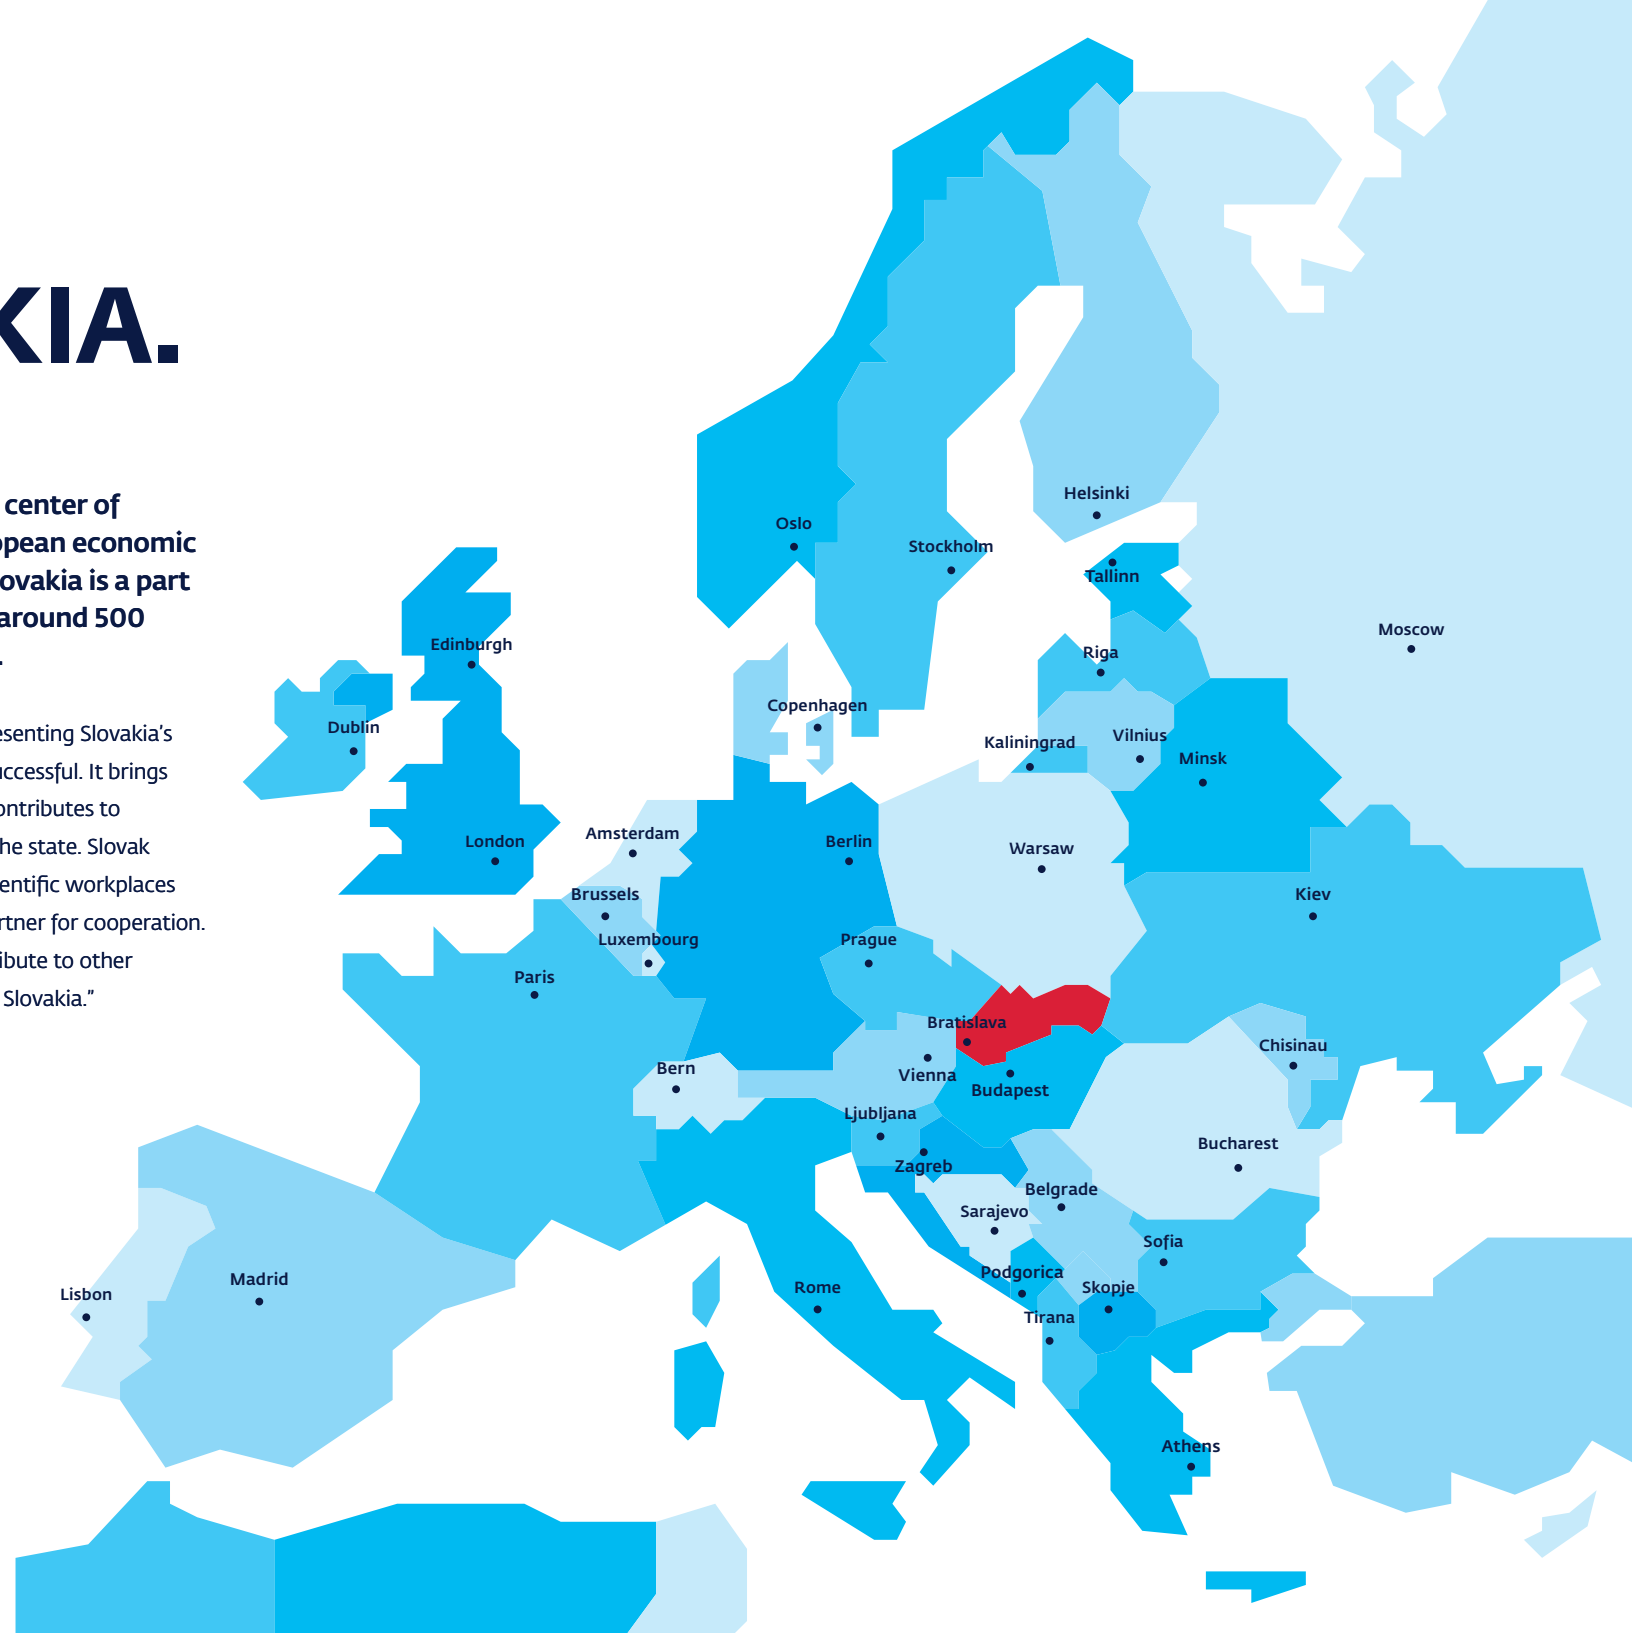 KIA.
center of
opean economic
lovakia is a part
around 500
.
esenting Slovakia's
uccessful. It brings
ontributes to
he state. Slovak
entific workplaces
rtner for cooperation.
ibute to other
Slovakia."
Helsinki
Oslo
Stockholm
Tallinn
Moscow
Edinburgh
Riga
Copenhagen
Dublin
Kaliningrad
Vilnius
Minsk
Amsterdam
London
Berlin
Warsaw
Brussels
Kiev
Luxembourg
Prague
Paris
Bratislava
Chisinau
Bern
Vienna
Budapest
Ljubljana
Bucharest
Zagreb
Belgrade
Sarajevo
Sofia
Podgorica
Madrid
Skopje
Rome
Lisbon
Tirana
Athens